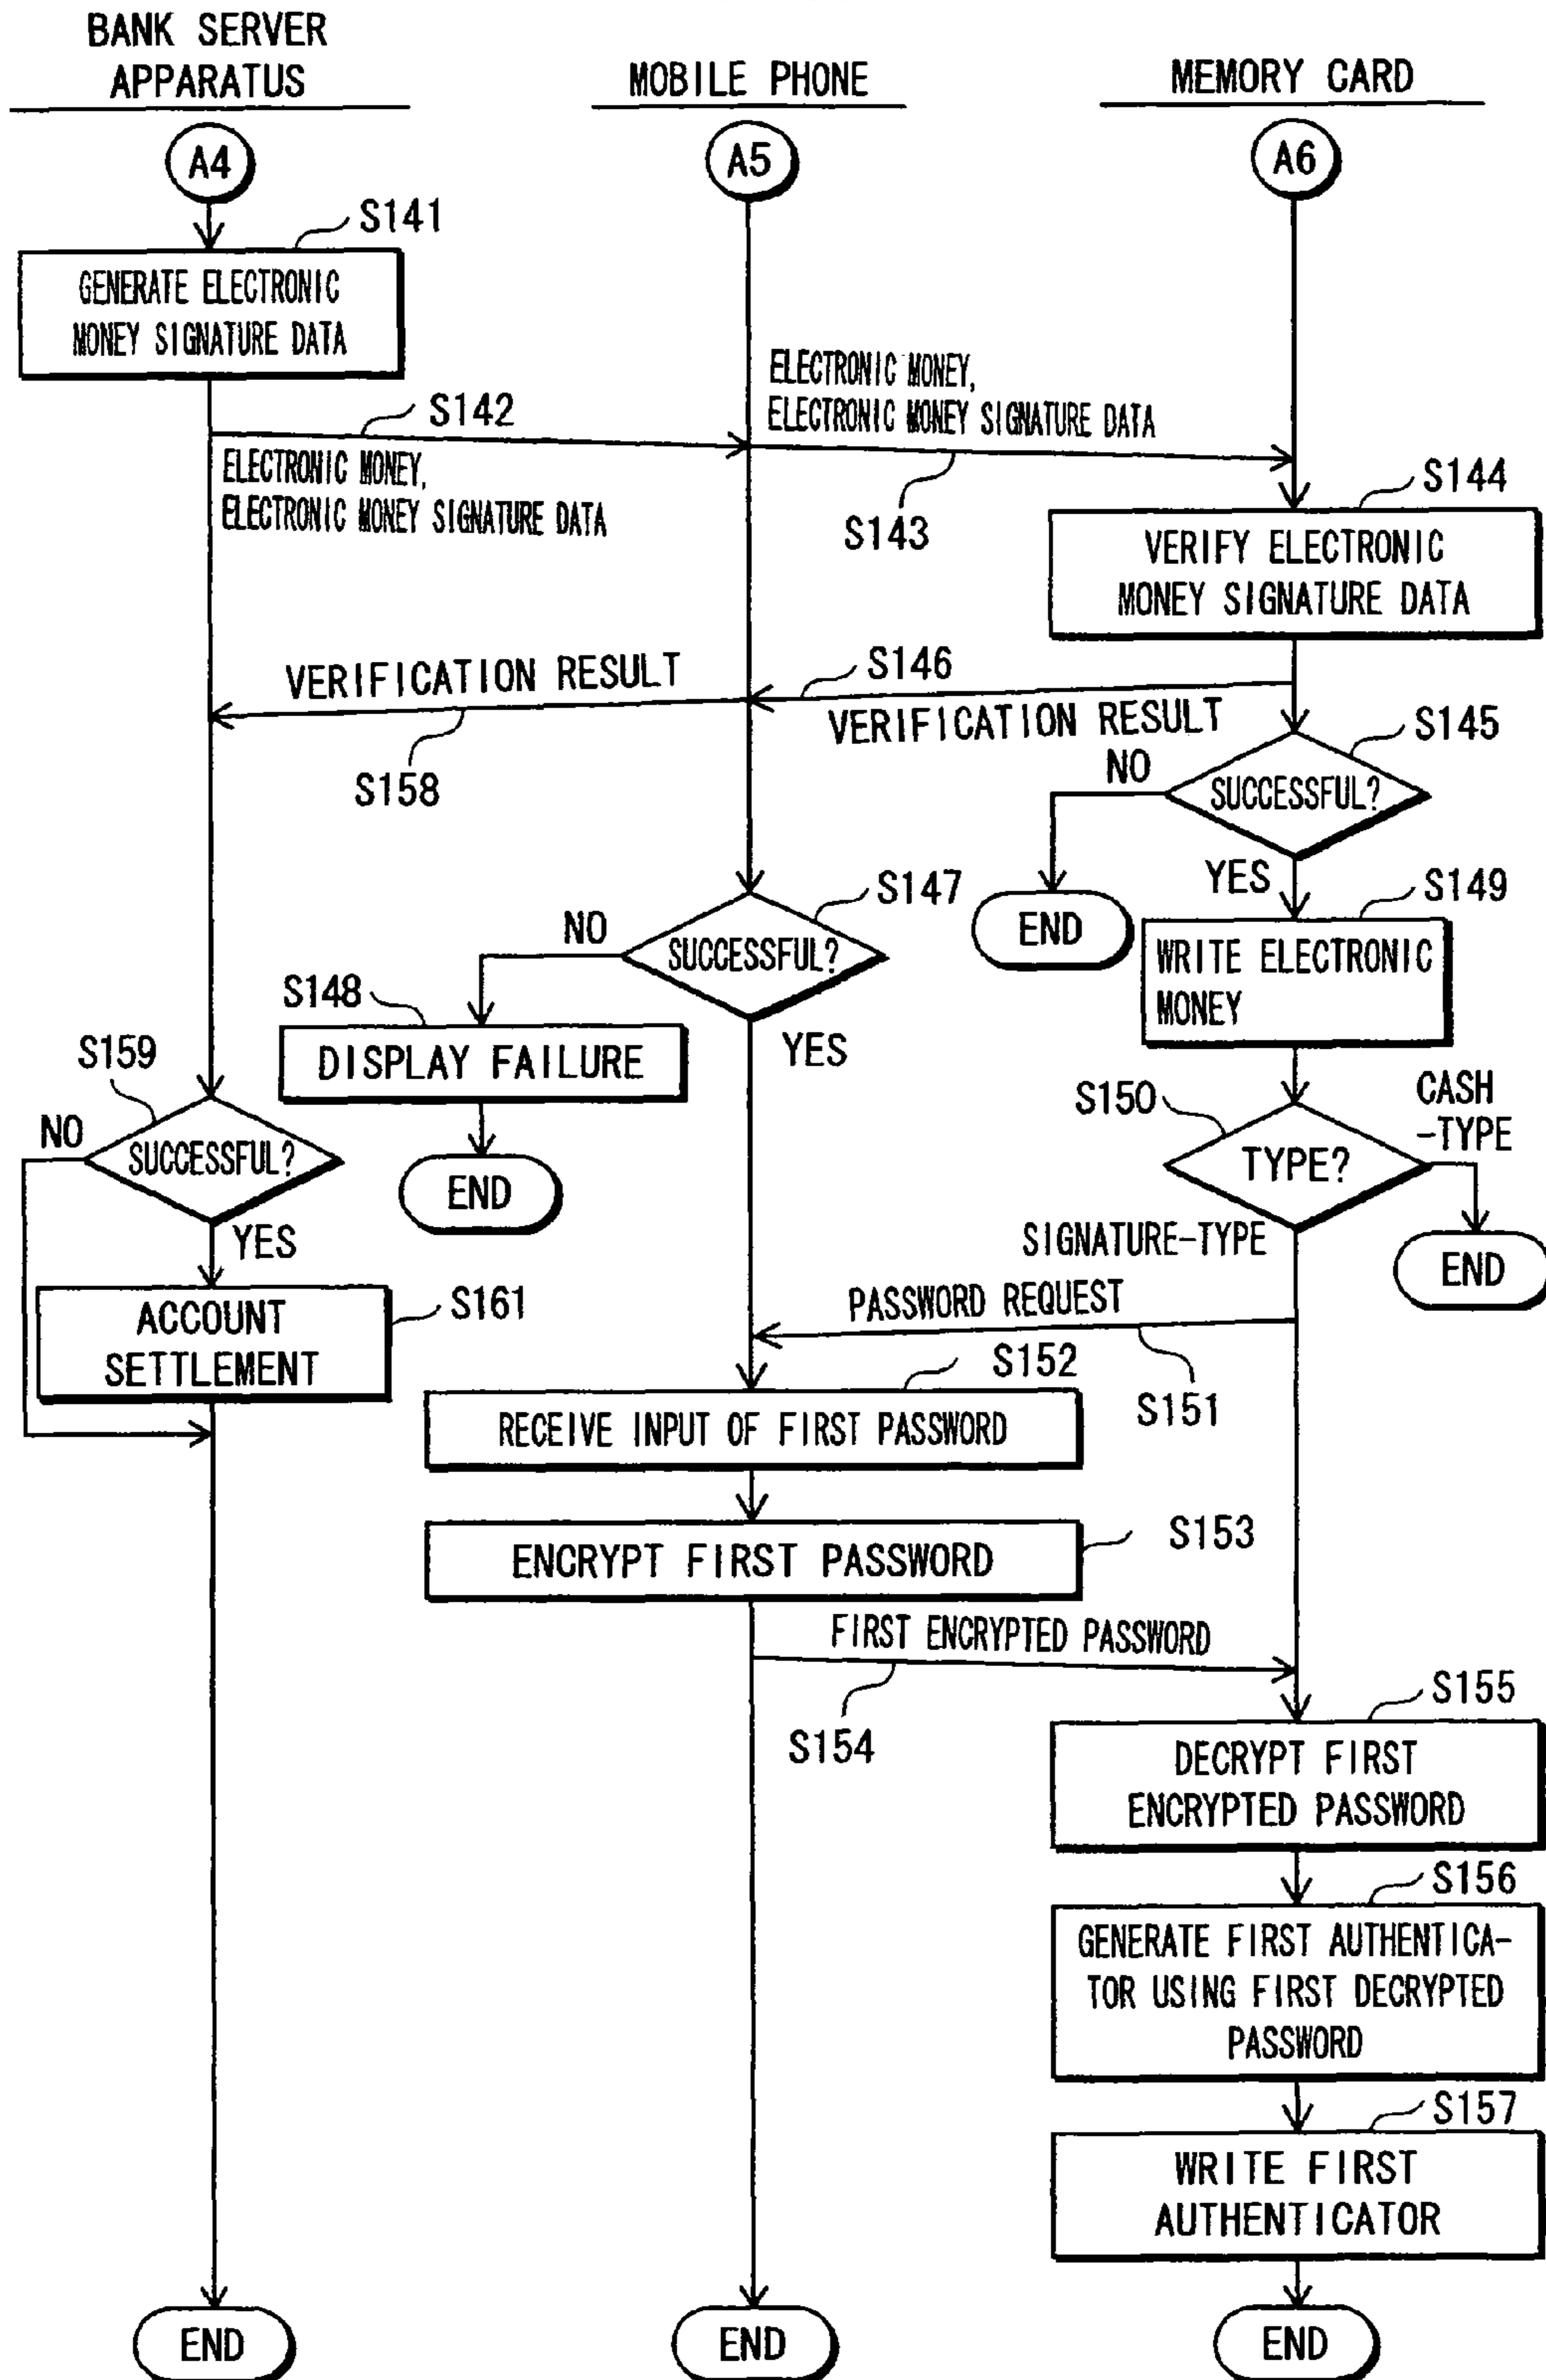 BANK SERVER
APPARATUS
MOBILE PHONE
MEMORY CARD
A4
A5
A6
S141
GENERATE ELECTRONIC
MONEY SIGNATURE DATA
ELECTRONIC MONEY,
ELECTRONIC MONEY SIGNATURE DATA
S142
ELECTRONIC MONEY,
ELECTRONIC MONEY SIGNATURE DATA
S143
S144
VERIFY ELECTRONIC
MONEY SIGNATURE DATA
VERIFICATION RESULT
S146
VERIFICATION RESULT
S158
S145
NO
SUCCESSFUL?
YES
END
S149
WRITE ELECTRONIC
MONEY
S147
NO
SUCCESSFUL?
YES
S148
DISPLAY FAILURE
END
S159
NO
SUCCESSFUL?
YES
S150
TYPE?
CASH
-TYPE
END
SIGNATURE-TYPE
ACCOUNT
SETTLEMENT
S161
PASSWORD REQUEST
S151
S152
RECEIVE INPUT OF FIRST PASSWORD
S153
ENCRYPT FIRST PASSWORD
FIRST ENCRYPTED PASSWORD
S154
S155
DECRYPT FIRST
ENCRYPTED PASSWORD
S156
GENERATE FIRST AUTHENTICA-
TOR USING FIRST DECRYPTED
PASSWORD
S157
WRITE FIRST
AUTHENTICATOR
END
END
END